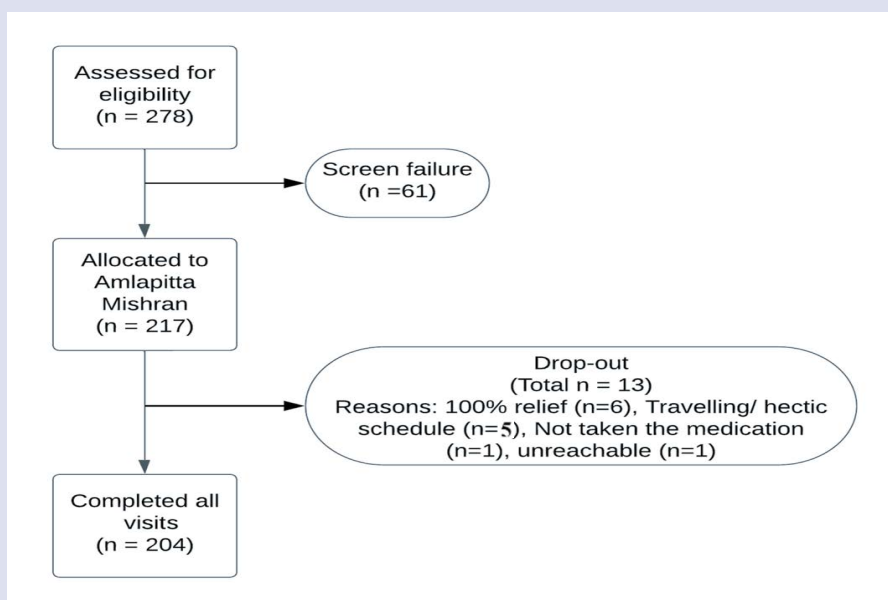 Assessed for
eligibility
(n = 278)
Screen failure
(n =61)
Allocated to
Amlapitta
Mishran
(n = 217)
Drop-out
(Total n = 13)
Reasons: 100% relief (n=6), Travelling/ hectic
schedule (n=5), Not taken the medication
(n=1), unreachable (n=1)
Completed all
visits
(n = 204)